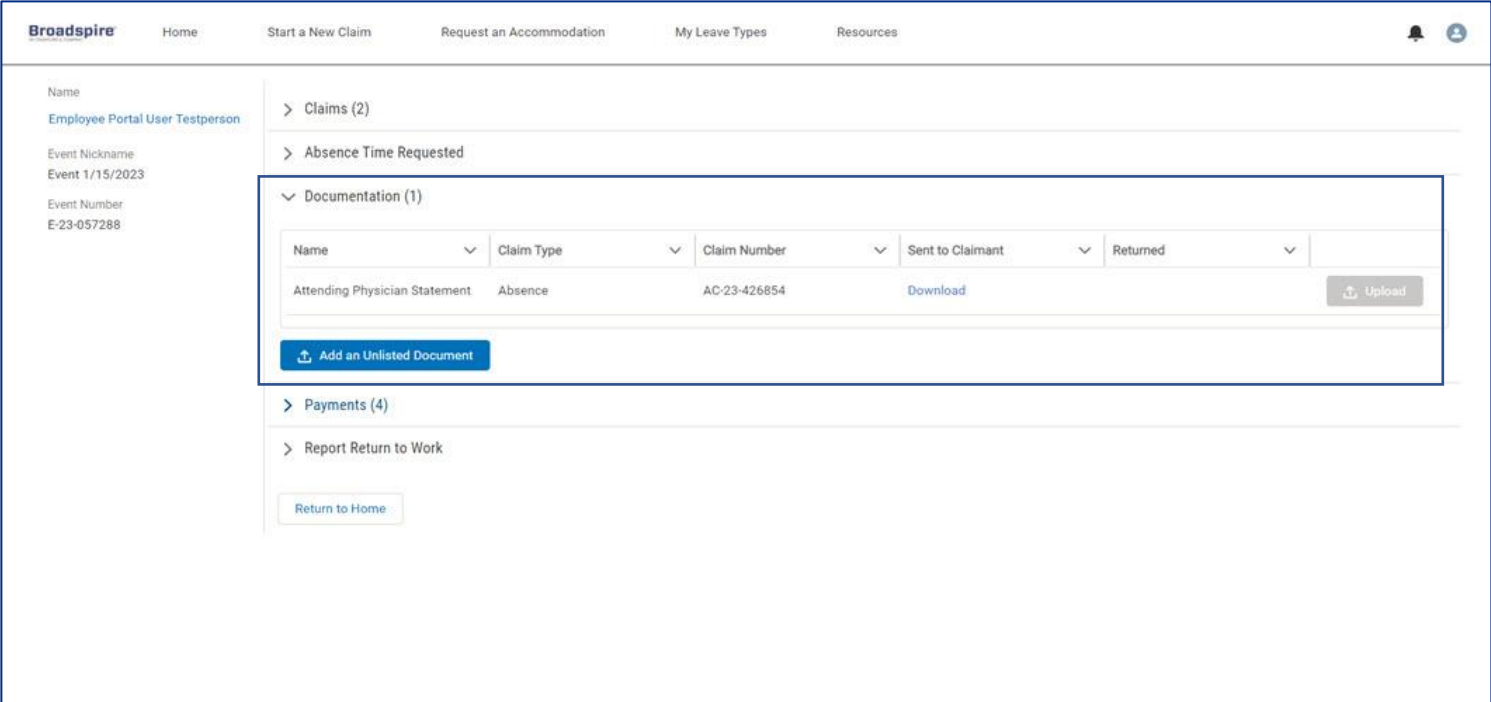 Broadspire Home Start a New Claim Request an Accommodation My Leave Types Resources
Name
Employee Portal User Testperson
Event Nickname
Event 1/15/2023
Event Number
E-23-057288
Claims (2)
Absence Time Requested
Documentation (1)
Name Claim Type Claim Number Sent to Claimant Returned
Attending Physician Statement Absence AC-23-426854 Download Upload
Add an Unlisted Document
Payments (4)
Report Return to Work
Return to Home